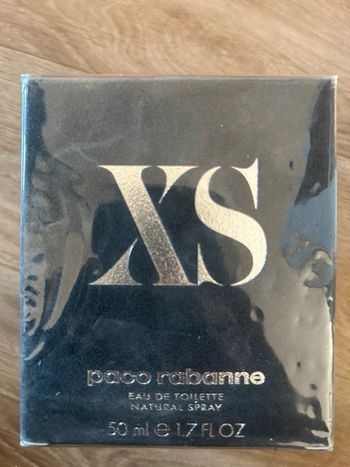 XS
paco rabanne
EAU DE TOILETTE
NATURAL SPRAY
50 ml e 1.7 FL OZ